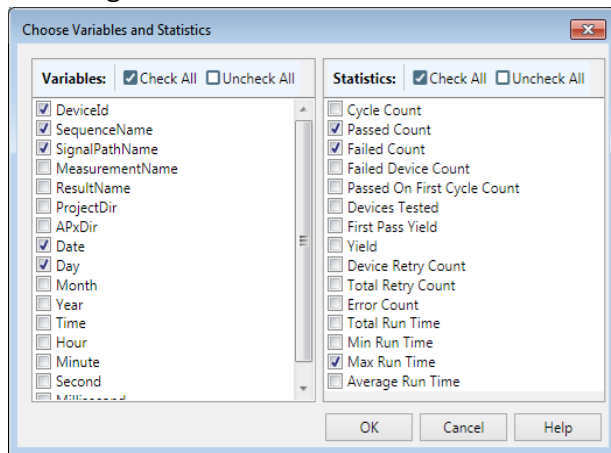 Choose Variables and Statistics
Variables: Check All Uncheck All
DeviceId
SequenceName
SignalPathName
MeasurementName
ResultName
ProjectDir
APxDir
Date
Day
Month
Year
Time
Hour
Minute
Second
Millisecond
Statistics: Check All Uncheck All
Cycle Count
Passed Count
Failed Count
Failed Device Count
Passed On First Cycle Count
Devices Tested
First Pass Yield
Yield
Device Retry Count
Total Retry Count
Error Count
Total Run Time
Min Run Time
Max Run Time
Average Run Time
OK Cancel Help